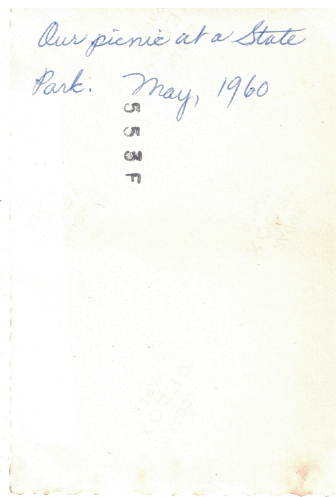 Our picnic at a State
Park. May, 1960
553F